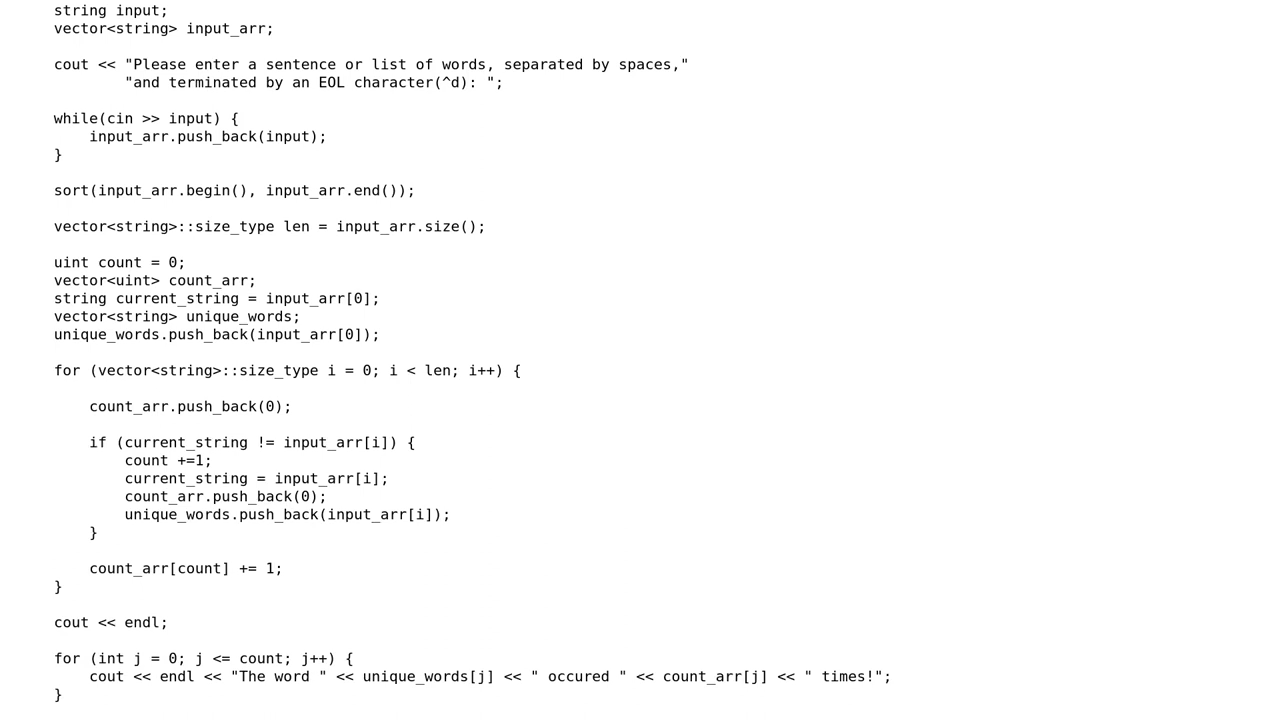 string input;
vector<string> input_arr;
cout << "Please enter a sentence or list of words, separated by spaces,"
"and terminated by an EOL character(^d): ";
while(cin >> input) {
input_arr.push_back(input);
}
sort(input_arr.begin(), input_arr.end());
vector<string>::size_type len = input_arr.size();
uint count = 0;
vector<uint> count_arr;
string current_string = input_arr[0];
vector<string> unique_words;
unique_words.push_back(input_arr[0]);
for (vector<string>::size_type i = 0; i < len; i++) {
count_arr.push_back(0);
if (current_string != input_arr[i]) {
count +=1;
current_string = input_arr[i];
count_arr.push_back(0);
unique_words.push_back(input_arr[i]);
}
count_arr[count] += 1;
}
cout << endl;
for (int j = 0; j <= count; j++) {
cout << endl << "The word " << unique_words[j] << " occured " << count_arr[j] << " times!";
}